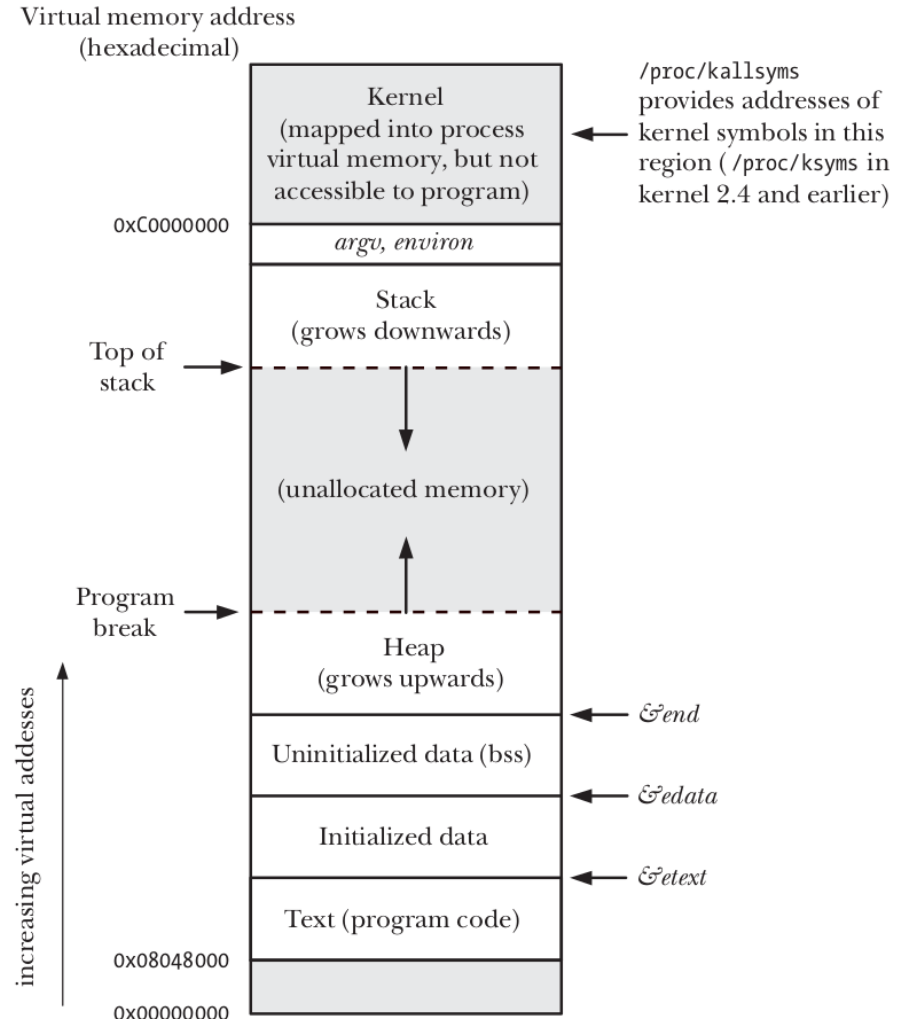 Virtual memory address
(hexadecimal)
/proc/kallsyms
provides addresses of
kernel symbols in this
region (/proc/ksyms in
kernel 2.4 and earlier)
Kernel
(mapped into process
virtual memory, but not
accessible to program)
0xC0000000
argv, environ
Stack
(grows downwards)
Top of
stack
(unallocated memory)
Program
break
Heap
(grows upwards)
&end
Uninitialized data (bss)
&edata
Initialized data
&etext
Text (program code)
0x08048000
0x00000000
increasing virtual addesses